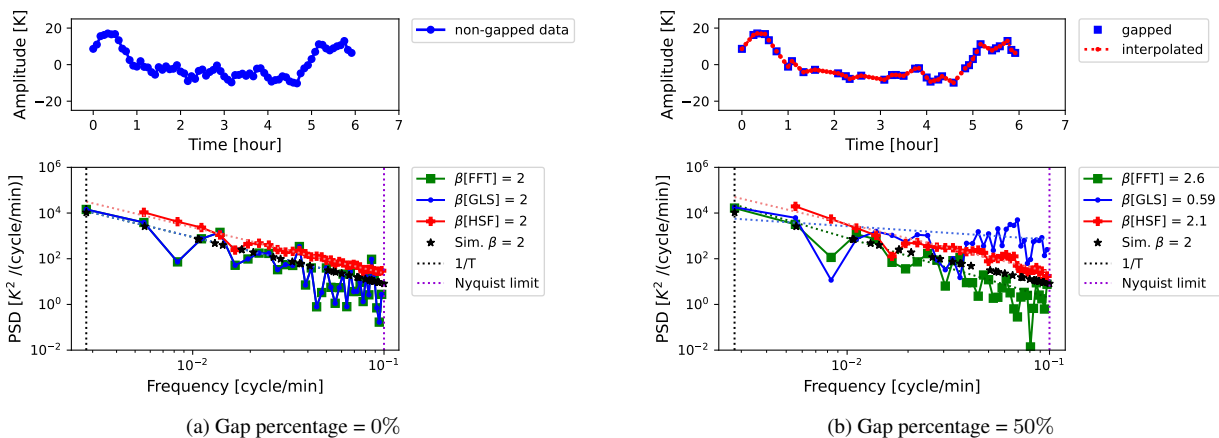 Amplitude [K]
20
0
−20
0 1 2 3 4 5 6 7
Time [hour]
non-gapped data
PSD [K² /(cycle/min)]
10⁶
10⁴
10²
10⁰
10⁻²
10⁻² 10⁻¹
Frequency [cycle/min]
β[FFT] = 2
β[GLS] = 2
β[HSF] = 2
Sim. β = 2
1/T
Nyquist limit
(a) Gap percentage = 0%
Amplitude [K]
20
0
−20
0 1 2 3 4 5 6 7
Time [hour]
gapped
interpolated
PSD [K² /(cycle/min)]
10⁶
10⁴
10²
10⁰
10⁻²
10⁻² 10⁻¹
Frequency [cycle/min]
β[FFT] = 2.6
β[GLS] = 0.59
β[HSF] = 2.1
Sim. β = 2
1/T
Nyquist limit
(b) Gap percentage = 50%